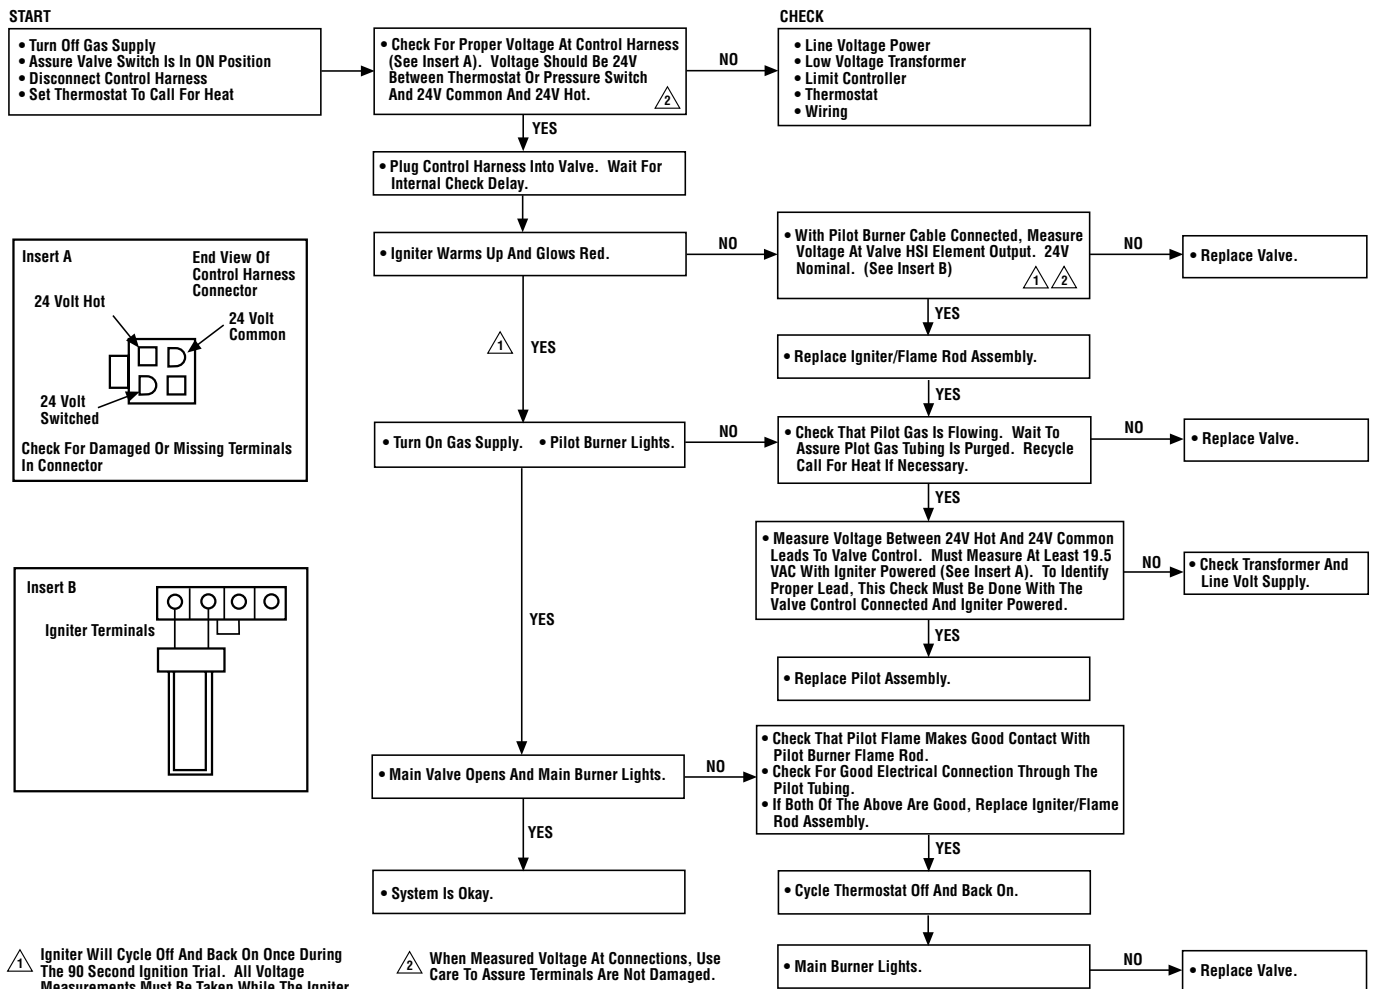 START
• Turn Off Gas Supply
• Assure Valve Switch Is In ON Position
• Disconnect Control Harness
• Set Thermostat To Call For Heat
• Check For Proper Voltage At Control Harness
(See Insert A). Voltage Should Be 24V
Between Thermostat Or Pressure Switch
And 24V Common And 24V Hot.
2
NO
CHECK
• Line Voltage Power
• Low Voltage Transformer
• Limit Controller
• Thermostat
• Wiring
YES
• Plug Control Harness Into Valve. Wait For
Internal Check Delay.
• Igniter Warms Up And Glows Red.
NO
• With Pilot Burner Cable Connected, Measure
Voltage At Valve HSI Element Output. 24V
Nominal. (See Insert B)
1 2
NO
• Replace Valve.
YES
• Replace Igniter/Flame Rod Assembly.
YES
1
YES
• Turn On Gas Supply. • Pilot Burner Lights.
NO
• Check That Pilot Gas Is Flowing. Wait To
Assure Plot Gas Tubing Is Purged. Recycle
Call For Heat If Necessary.
NO
• Replace Valve.
YES
• Measure Voltage Between 24V Hot And 24V Common
Leads To Valve Control. Must Measure At Least 19.5
VAC With Igniter Powered (See Insert A). To Identify
Proper Lead, This Check Must Be Done With The
Valve Control Connected And Igniter Powered.
NO
• Check Transformer And
Line Volt Supply.
YES
• Replace Pilot Assembly.
YES
• Main Valve Opens And Main Burner Lights.
NO
• Check That Pilot Flame Makes Good Contact With
Pilot Burner Flame Rod.
• Check For Good Electrical Connection Through The
Pilot Tubing.
• If Both Of The Above Are Good, Replace Igniter/Flame
Rod Assembly.
YES
• System Is Okay.
YES
• Cycle Thermostat Off And Back On.
• Main Burner Lights.
NO
• Replace Valve.
Insert A
End View Of
Control Harness
Connector
24 Volt Hot
24 Volt
Common
24 Volt
Switched
Check For Damaged Or Missing Terminals
In Connector
Insert B
Igniter Terminals
1 Igniter Will Cycle Off And Back On Once During
The 90 Second Ignition Trial. All Voltage
Measurements Must Be Taken While The Igniter
2 When Measured Voltage At Connections, Use
Care To Assure Terminals Are Not Damaged.